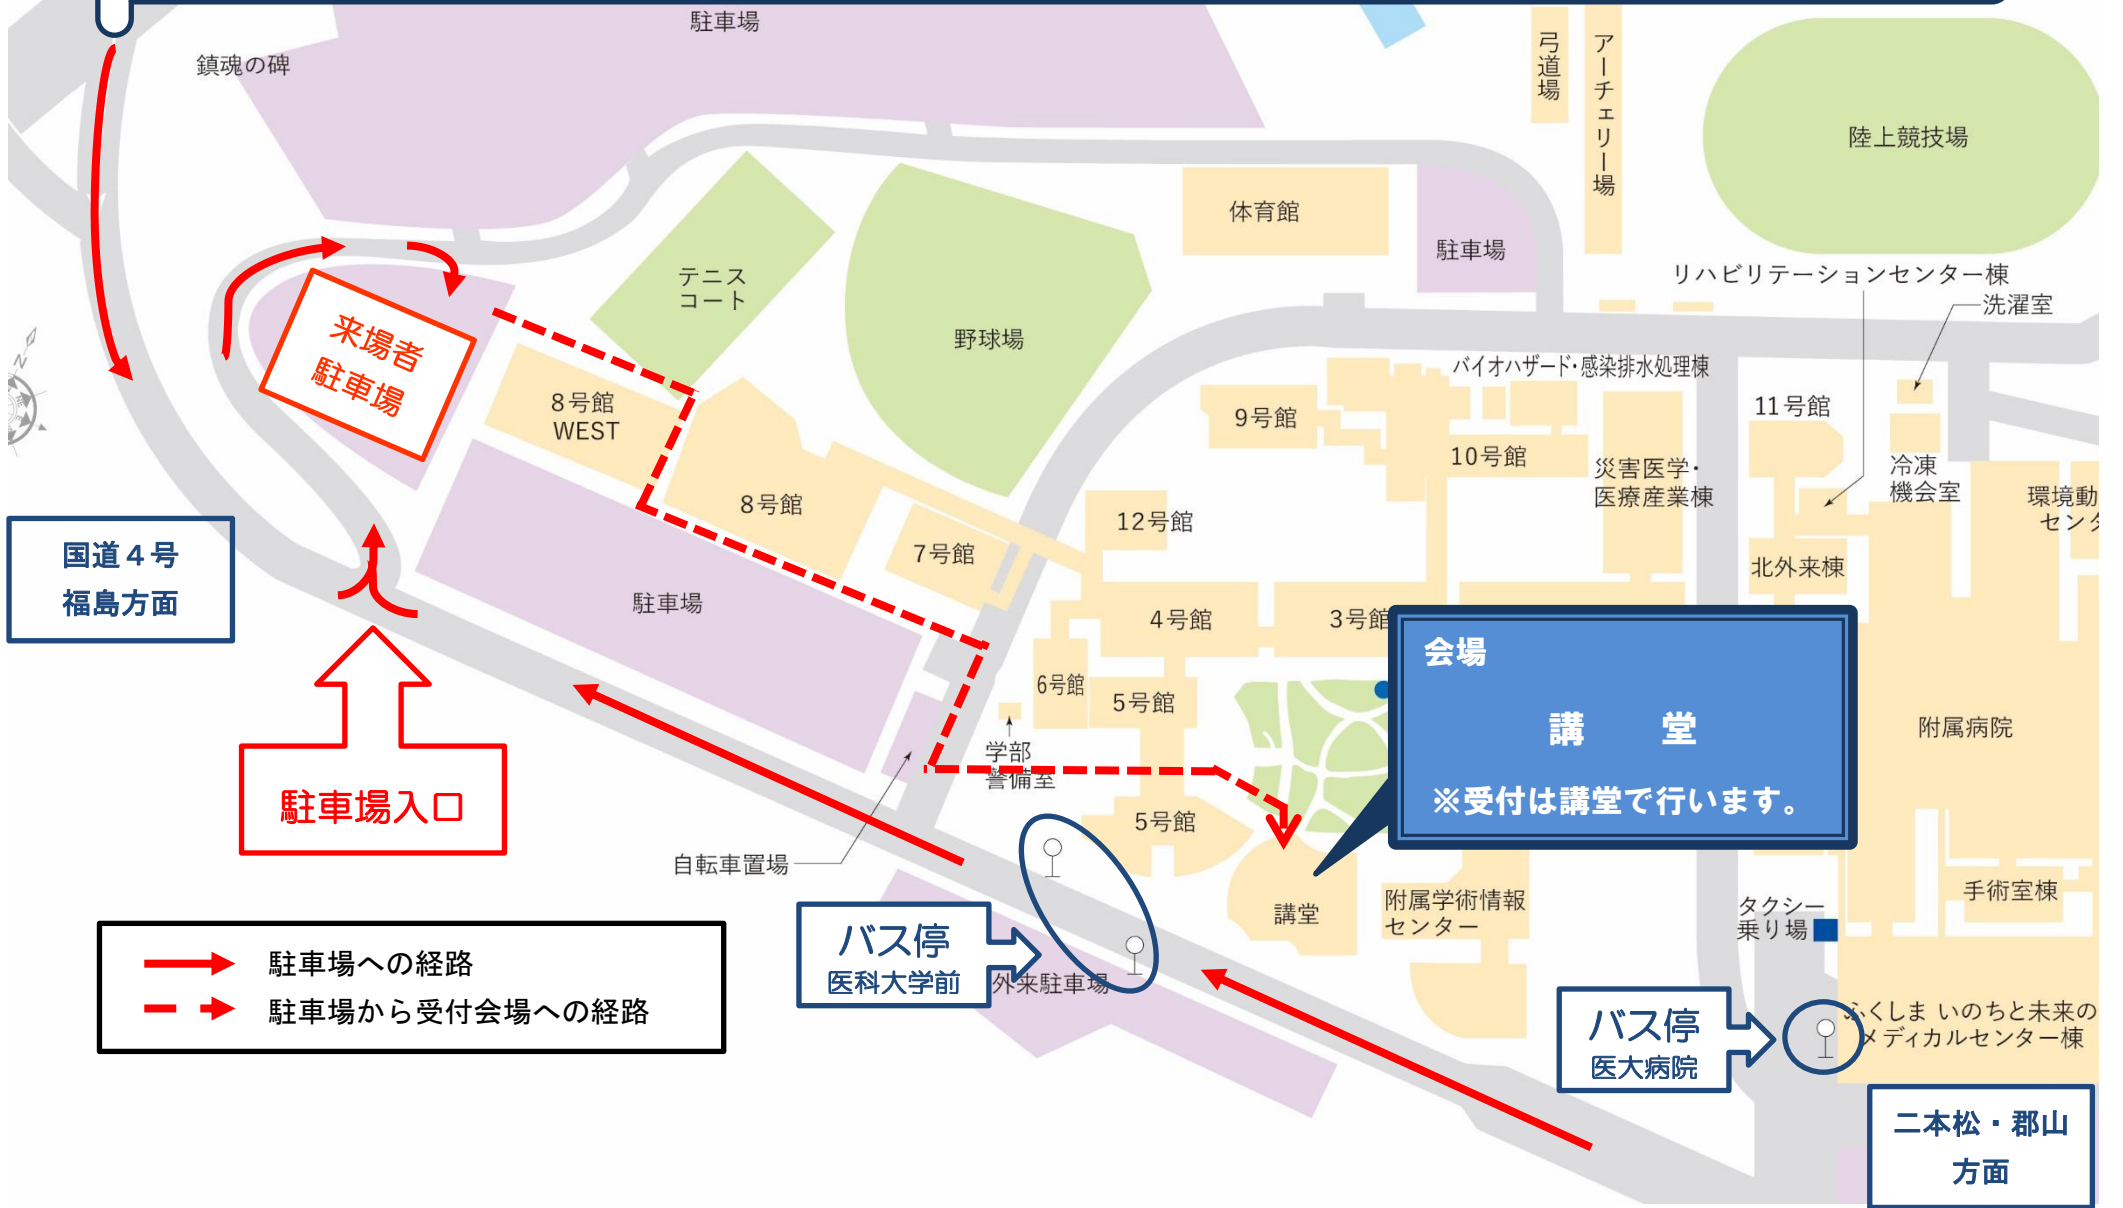 駐車場
鎮魂の碑
弓道場
アーチェリー場
陸上競技場
体育館
駐車場
リハビリテーションセンター棟
洗濯室
テニス
コート
野球場
来場者
駐車場
8号館
WEST
バイオハザード・感染排水処理棟
9号館
10号館
11号館
災害医学・
医療産業棟
冷凍
機会室
環境動
セン
8号館
12号館
7号館
北外来棟
国道4号
福島方面
駐車場
4号館
3号館
会場
講 堂
※受付は講堂で行います。
6号館
5号館
附属病院
学部
警備室
駐車場入口
5号館
自転車置場
講堂
附属学術情報
センター
手術室棟
タクシー
乗り場
バス停
医科大学前
外来駐車場
駐車場への経路
駐車場から受付会場への経路
バス停
医大病院
ふくしま いのちと未来の
メディカルセンター棟
二本松・郡山
方面
N